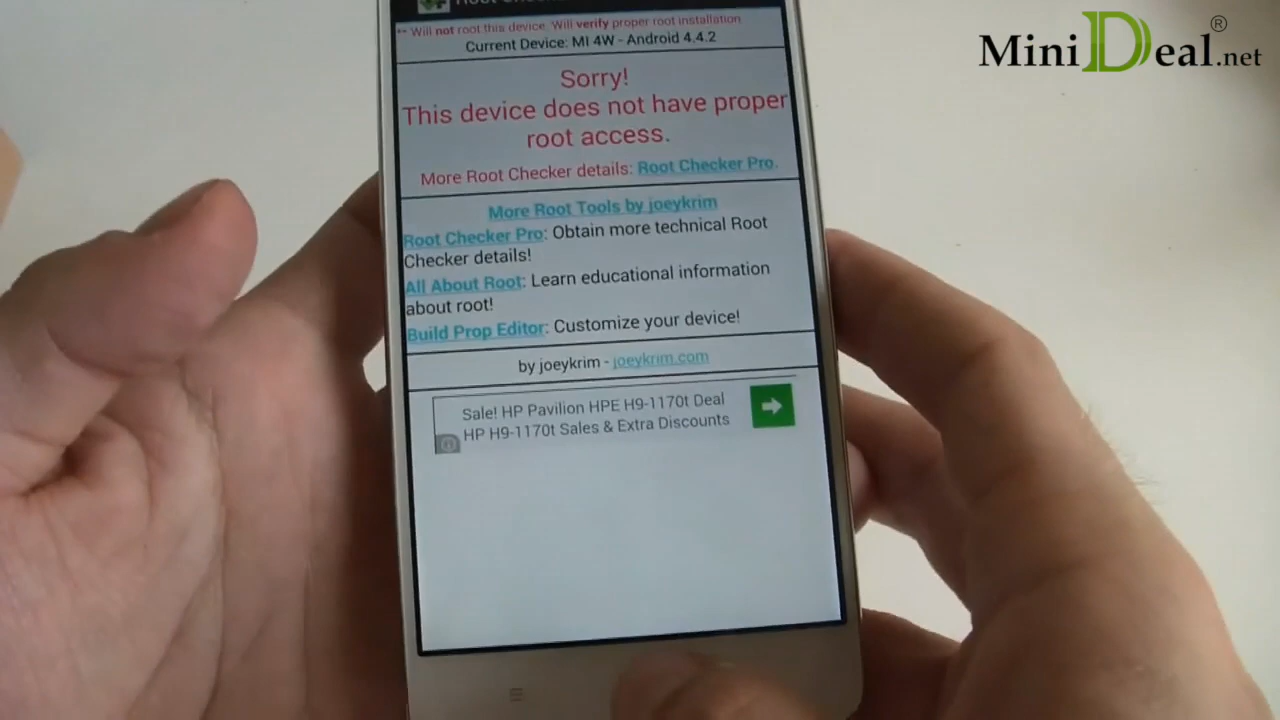 Root Checker
Will not root this device. Will verify proper root installation
Current Device: MI 4W - Android 4.4.2
Sorry!
This device does not have proper
root access.
More Root Checker details: Root Checker Pro.
More Root Tools by joeykrim
Root Checker Pro: Obtain more technical Root
Checker details!
All About Root: Learn educational information
about root!
Build Prop Editor: Customize your device!
by joeykrim - joeykrim.com
Sale! HP Pavilion HPE H9-1170t Deal
HP H9-1170t Sales & Extra Discounts
MiniDeal.net ®